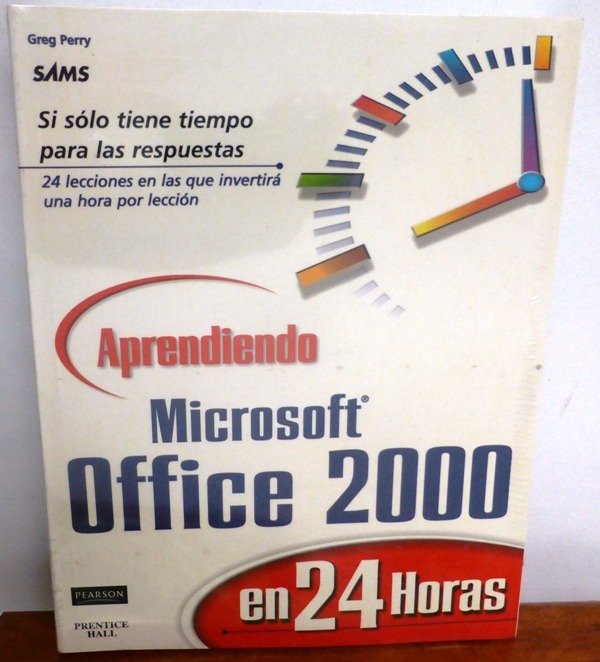 Greg Perry
SAMS
Si sólo tiene tiempo
para las respuestas
24 lecciones en las que invertirá
una hora por lección
Aprendiendo
Microsoft®
Office 2000
en 24 Horas
PEARSON
PRENTICE
HALL